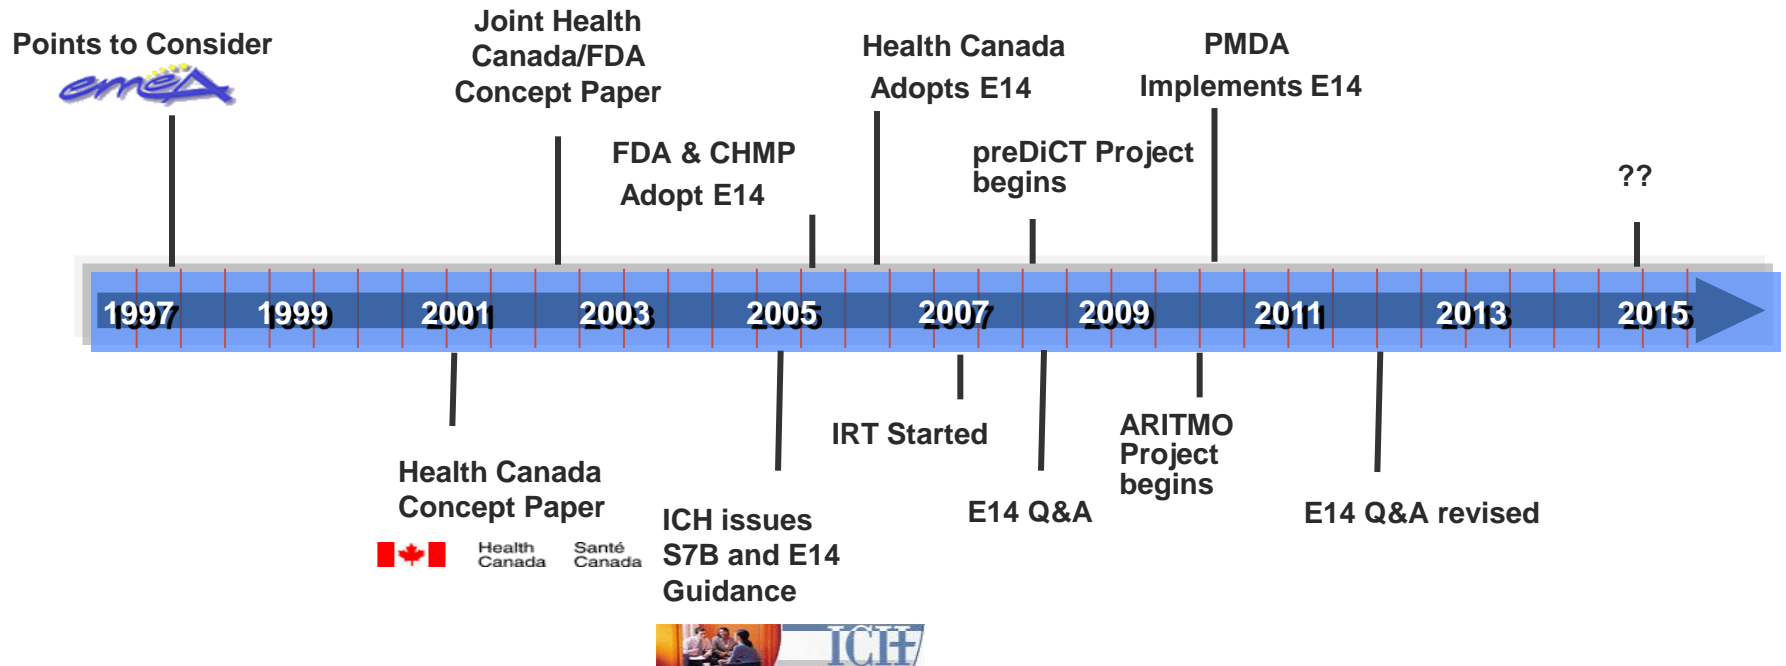 Points to Consider
emeA
Joint Health
Canada/FDA
Concept Paper
FDA & CHMP
Adopt E14
Health Canada
Adopts E14
preDiCT Project
begins
PMDA
Implements E14
??
1997 1999 2001 2003 2005 2007 2009 2011 2013 2015
Health Canada
Concept Paper
Health Santé
Canada Canada
ICH issues
S7B and E14
Guidance
ICH
IRT Started
E14 Q&A
ARITMO
Project
begins
E14 Q&A revised